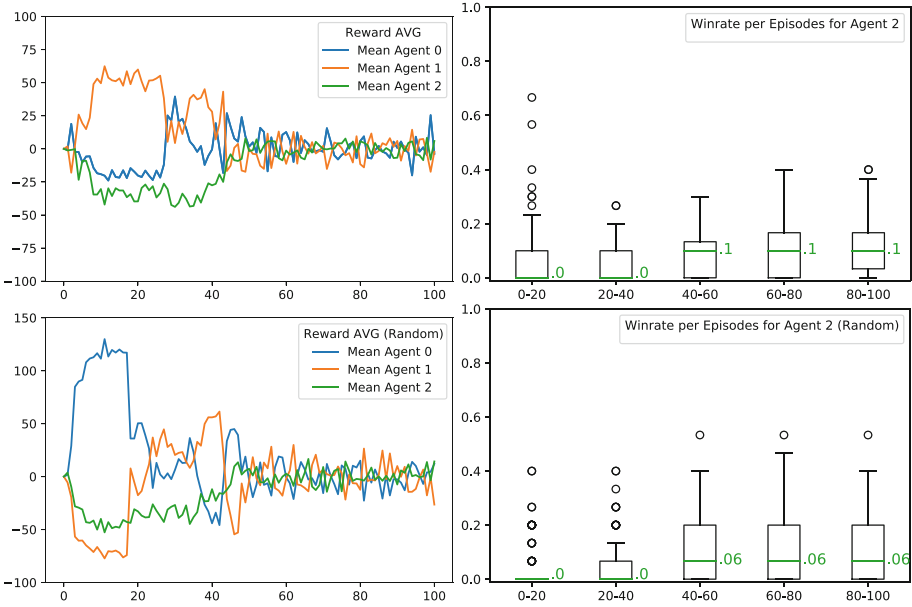 100
75
50
25
0
−25
−50
−75
−100
Reward AVG
Mean Agent 0
Mean Agent 1
Mean Agent 2
0 20 40 60 80 100
1.0
0.8
0.6
0.4
0.2
0.0
Winrate per Episodes for Agent 2
.0 .0 .1 .1 .1
0-20 20-40 40-60 60-80 80-100
150
100
50
0
−50
−100
Reward AVG (Random)
Mean Agent 0
Mean Agent 1
Mean Agent 2
0 20 40 60 80 100
1.0
0.8
0.6
0.4
0.2
0.0
Winrate per Episodes for Agent 2 (Random)
.0 .0 .06 .06 .06
0-20 20-40 40-60 60-80 80-100